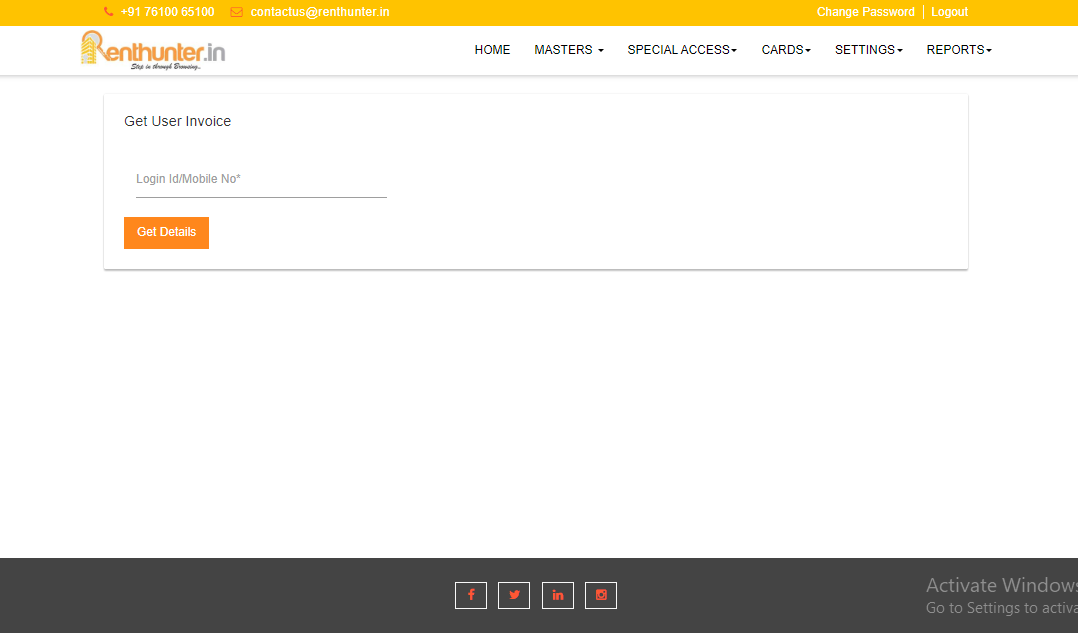 +91 76100 65100 contactus@renthunter.in Change Password Logout
Renthunter.in
Step in through Browsing..
HOME MASTERS SPECIAL ACCESS CARDS SETTINGS REPORTS
Get User Invoice
Login Id/Mobile No*
Get Details
Activate Windows
Go to Settings to activa